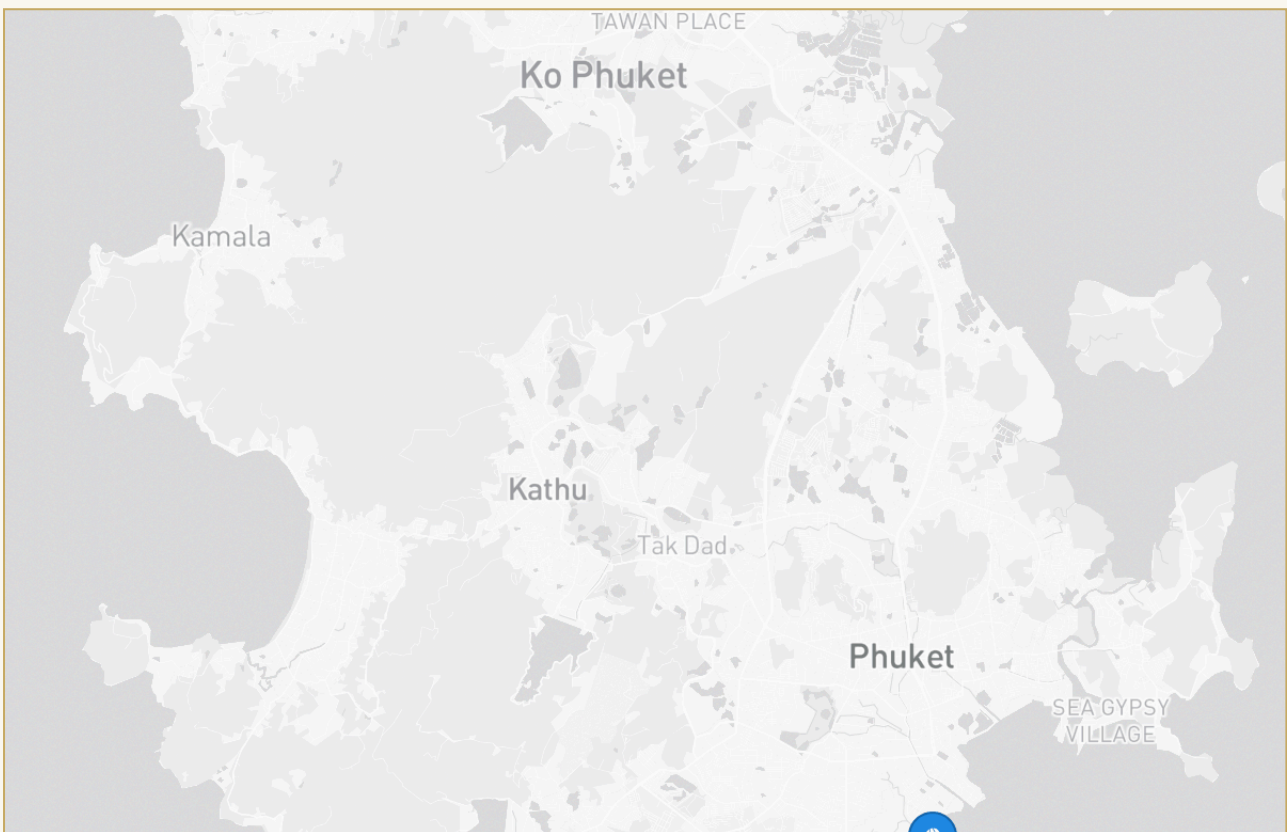 TAWAN PLACE
Ko Phuket
Kamala
Kathu
Tak Dad
Phuket
SEA GYPSY
VILLAGE